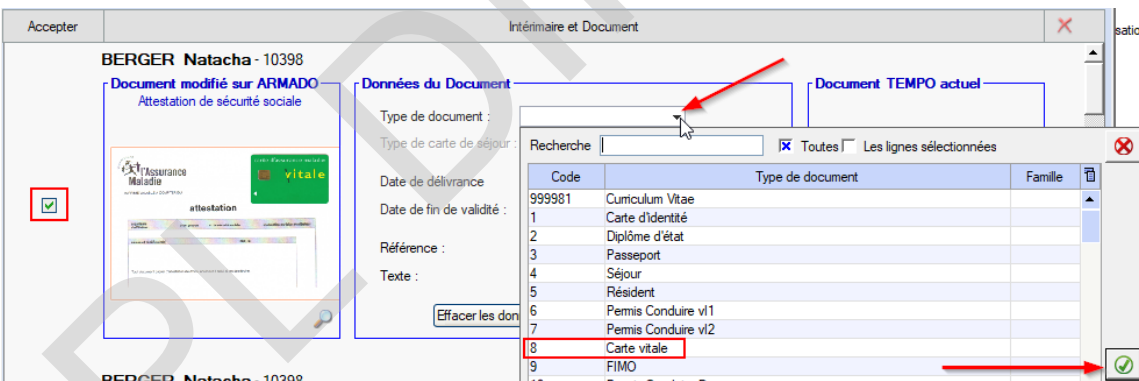 Accepter
Intérimaire et Document
satio
BERGER Natacha - 10398
Document modifié sur ARMADO
Attestation de sécurité sociale
l'Assurance
Maladie
carte d'assurance maladie
vitale
attestation
Données du Document
Type de document :
Type de carte de séjour :
Date de délivrance
Date de fin de validité :
Référence :
Texte :
Effacer les don
Document TEMPO actuel
Recherche
Toutes
Les lignes sélectionnées
Code Type de document Famille
999981 Curriculum Vitae
1 Carte d'identité
2 Diplôme d'état
3 Passeport
4 Séjour
5 Résident
6 Permis Conduire vl1
7 Permis Conduire vl2
8 Carte vitale
9 FIMO
BERGER Natacha - 10398